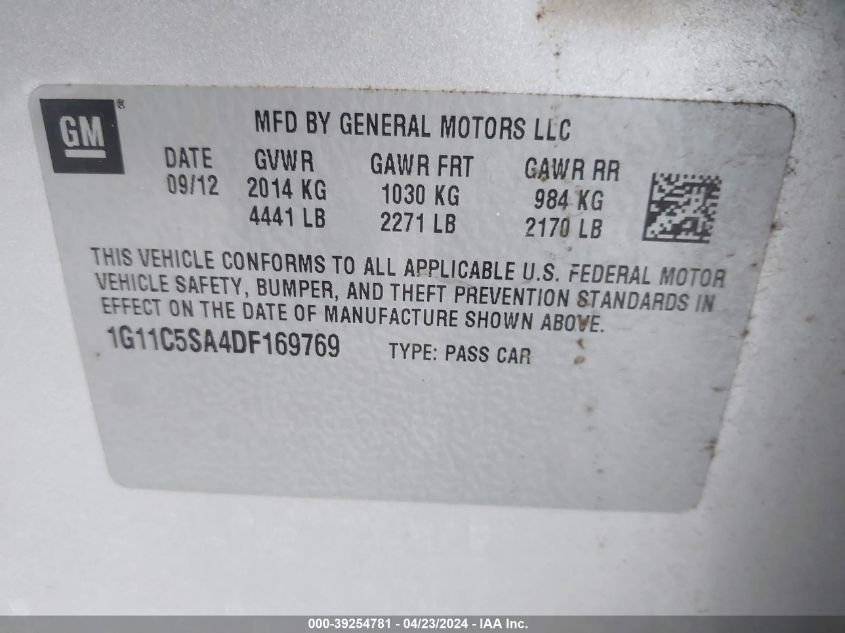 GM®
MFD BY GENERAL MOTORS LLC
DATE GVWR GAWR FRT GAWR RR
09/12 2014 KG 1030 KG 984 KG
4441 LB 2271 LB 2170 LB
THIS VEHICLE CONFORMS TO ALL APPLICABLE U.S. FEDERAL MOTOR
VEHICLE SAFETY, BUMPER, AND THEFT PREVENTION STANDARDS IN
EFFECT ON THE DATE OF MANUFACTURE SHOWN ABOVE.
1G11C5SA4DF169769 TYPE: PASS CAR
000-39254781 - 04/23/2024 - IAA Inc.